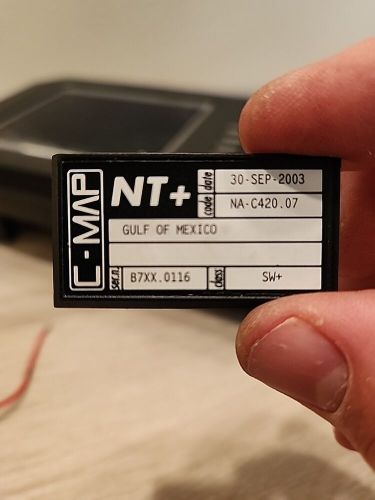 C-MAP
NT+
date 30-SEP-2003
code NA-C420.07
GULF OF MEXICO
ser.n. B7XX.0116 class SW+